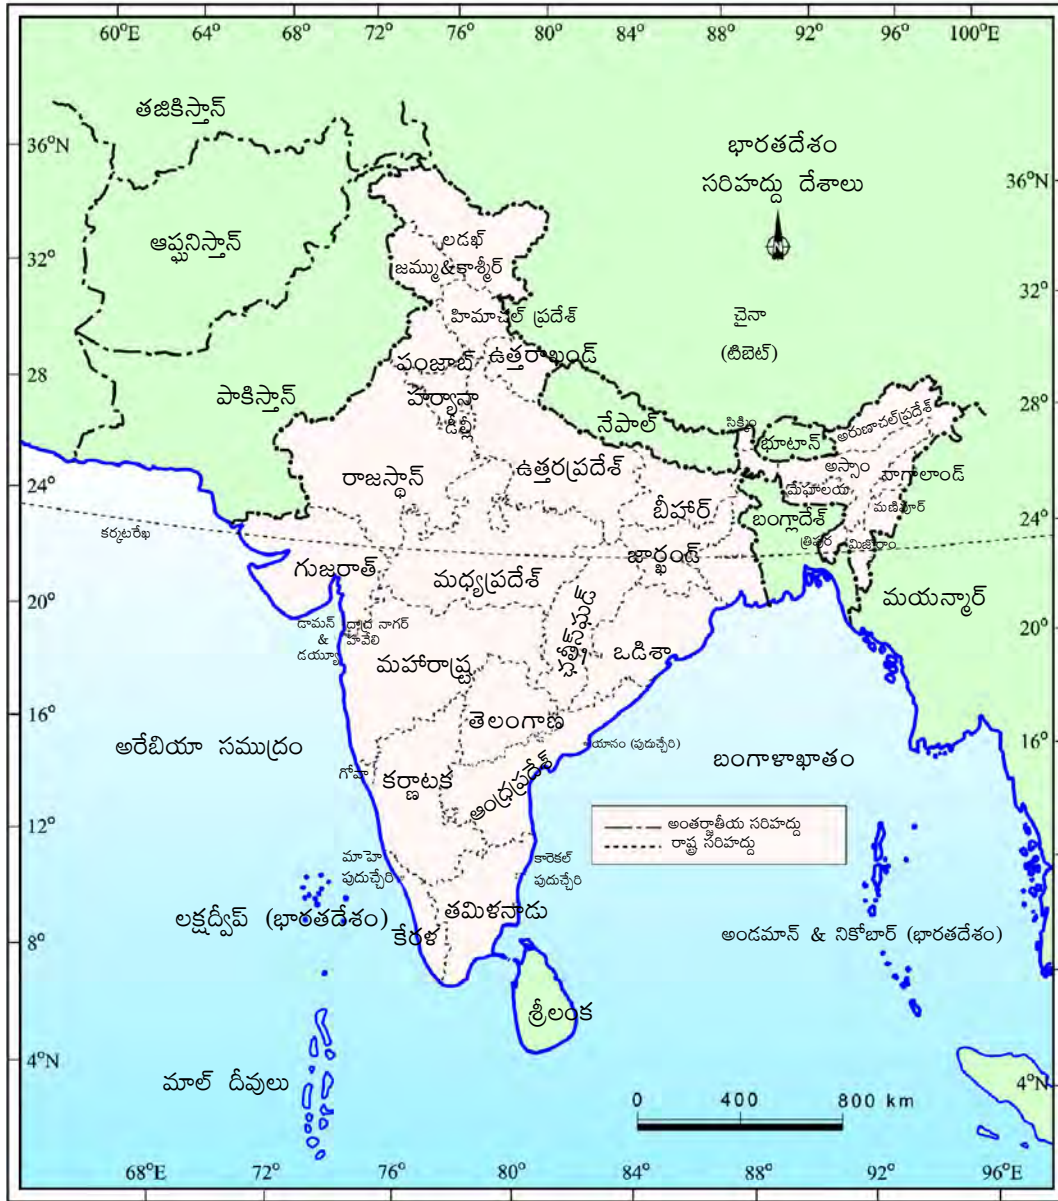 60°E 64° 68° 72° 76° 80° 84° 88° 92° 96° 100°E
తజికిస్తాన్
36°N
భారతదేశం
సరిహద్దు దేశాలు
36°N
ఆఫ్ఘనిస్తాన్
లడఖ్
N
32°
జమ్ము&కాశ్మీర్
32°
హిమాచల్ ప్రదేశ్
చైనా
(టిబెట్)
పంజాబ్
ఉత్తరాఖండ్
28
పాకిస్తాన్
హర్యానా
28°
ఢిల్లీ
నేపాల్
సిక్కిం
భూటాన్
అరుణాచల్‌ప్రదేశ్
రాజస్థాన్
ఉత్తరప్రదేశ్
అస్సాం
నాగాలాండ్
24°
మేఘాలయ
బీహార్
మణిపూర్
బంగ్లాదేశ్
24°
కర్కటరేఖ
త్రిపుర
మిజోరాం
జార్ఖండ్
గుజరాత్
మధ్యప్రదేశ్
20°
మయన్మార్
డామన్
&
డయ్యూ
దాద్రా నాగర్
హవేలి
20°
మహారాష్ట్ర
ఒడిశా
16°
తెలంగాణ
అరేబియా సముద్రం
యానం (పుదుచ్చేరి)
బంగాళాఖాతం
16°
గోవా
కర్ణాటక
ఆంధ్రప్రదేశ్
12°
అంతర్జాతీయ సరిహద్దు
రాష్ట్ర సరిహద్దు
మాహె
పుదుచ్చేరి
కారెకల్
పుదుచ్చేరి
లక్షద్వీప్ (భారతదేశం)
తమిళనాడు
కేరళ
8°
అండమాన్ & నికోబార్ (భారతదేశం)
శ్రీలంక
4°N
మాల్ దీవులు
4°N
0 400 800 km
68°E 72° 76° 80° 84° 88° 92° 96°E